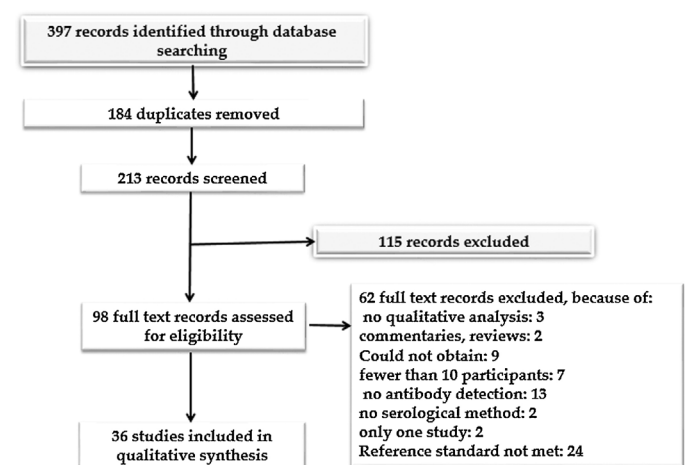 397 records identified through database
searching
184 duplicates removed
213 records screened
115 records excluded
98 full text records assessed
for eligibility
62 full text records excluded, because of:
no qualitative analysis: 3
commentaries, reviews: 2
Could not obtain: 9
fewer than 10 participants: 7
no antibody detection: 13
no serological method: 2
only one study: 2
Reference standard not met: 24
36 studies included in
qualitative synthesis